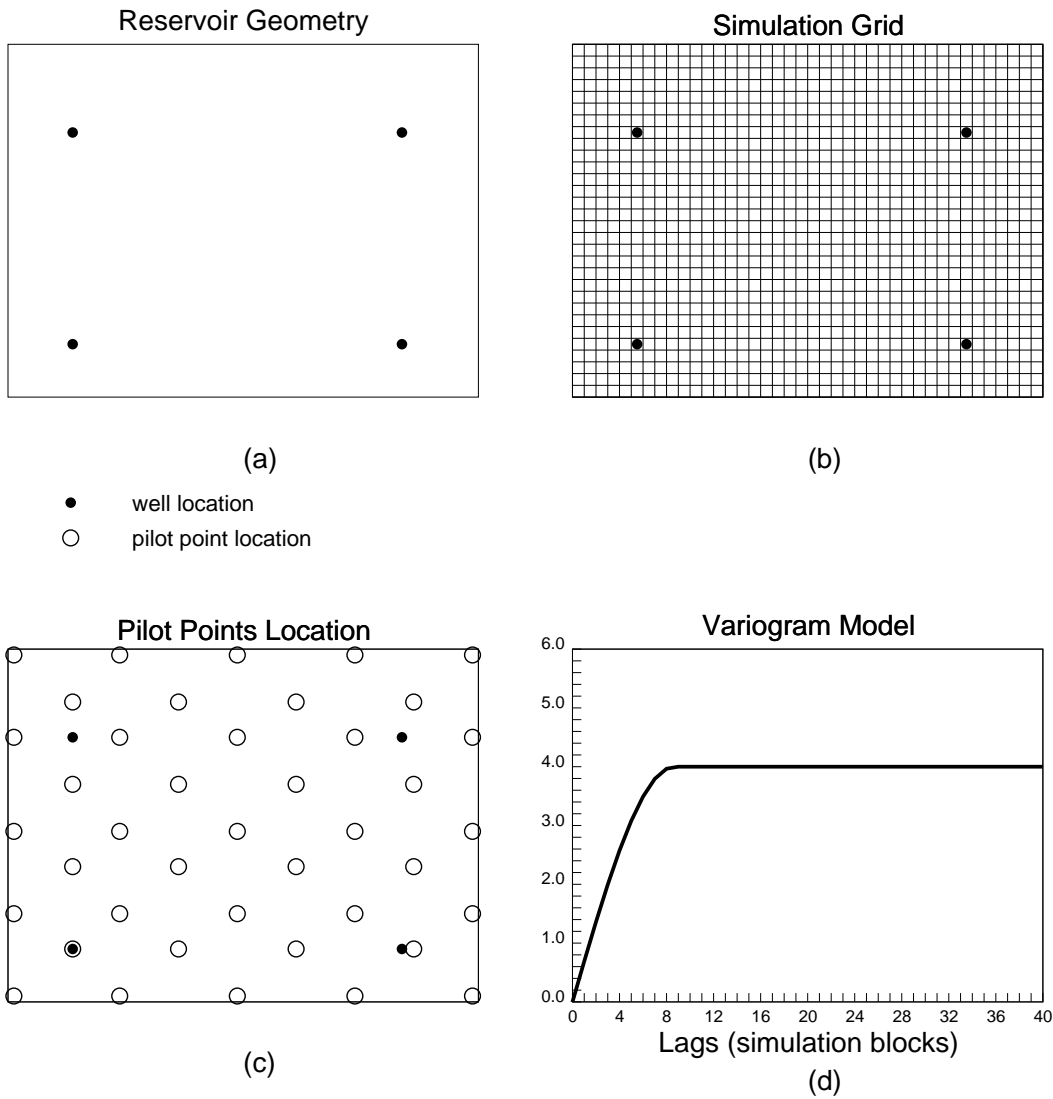 Reservoir Geometry
Simulation Grid
(a)
(b)
well location
pilot point location
Pilot Points Location
Variogram Model
6.0
5.0
4.0
3.0
2.0
1.0
0.0
0 4 8 12 16 20 24 28 32 36 40
Lags (simulation blocks)
(c)
(d)